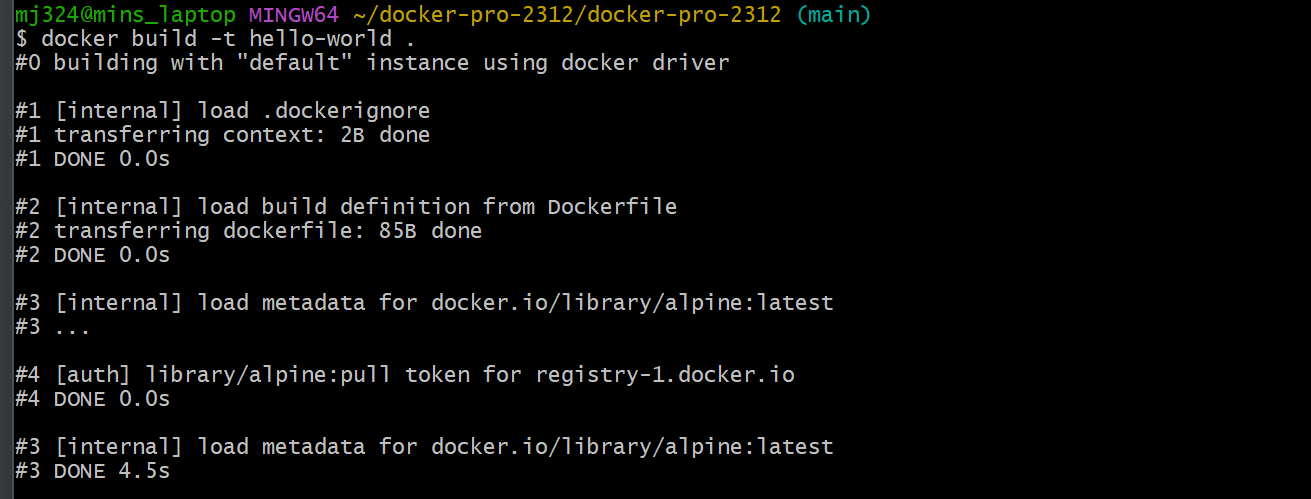 mj324@mins_laptop MINGW64 ~/docker-pro-2312/docker-pro-2312 (main)
$ docker build -t hello-world .
#0 building with "default" instance using docker driver
#1 [internal] load .dockerignore
#1 transferring context: 2B done
#1 DONE 0.0s
#2 [internal] load build definition from Dockerfile
#2 transferring dockerfile: 85B done
#2 DONE 0.0s
#3 [internal] load metadata for docker.io/library/alpine:latest
#3 ...
#4 [auth] library/alpine:pull token for registry-1.docker.io
#4 DONE 0.0s
#3 [internal] load metadata for docker.io/library/alpine:latest
#3 DONE 4.5s